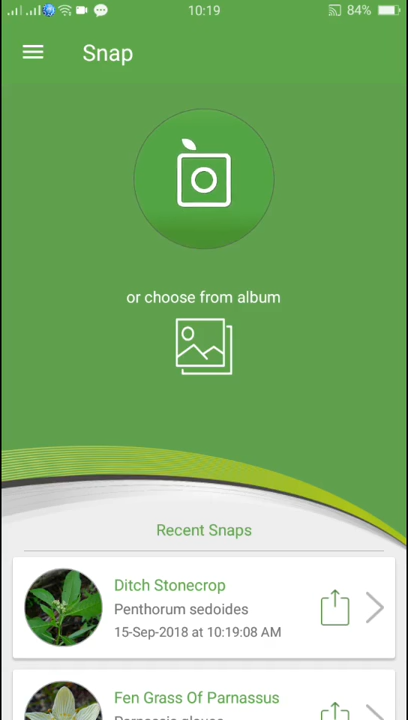 10:19
84%
Snap
or choose from album
Recent Snaps
Ditch Stonecrop
Penthorum sedoides
15-Sep-2018 at 10:19:08 AM
Fen Grass Of Parnassus